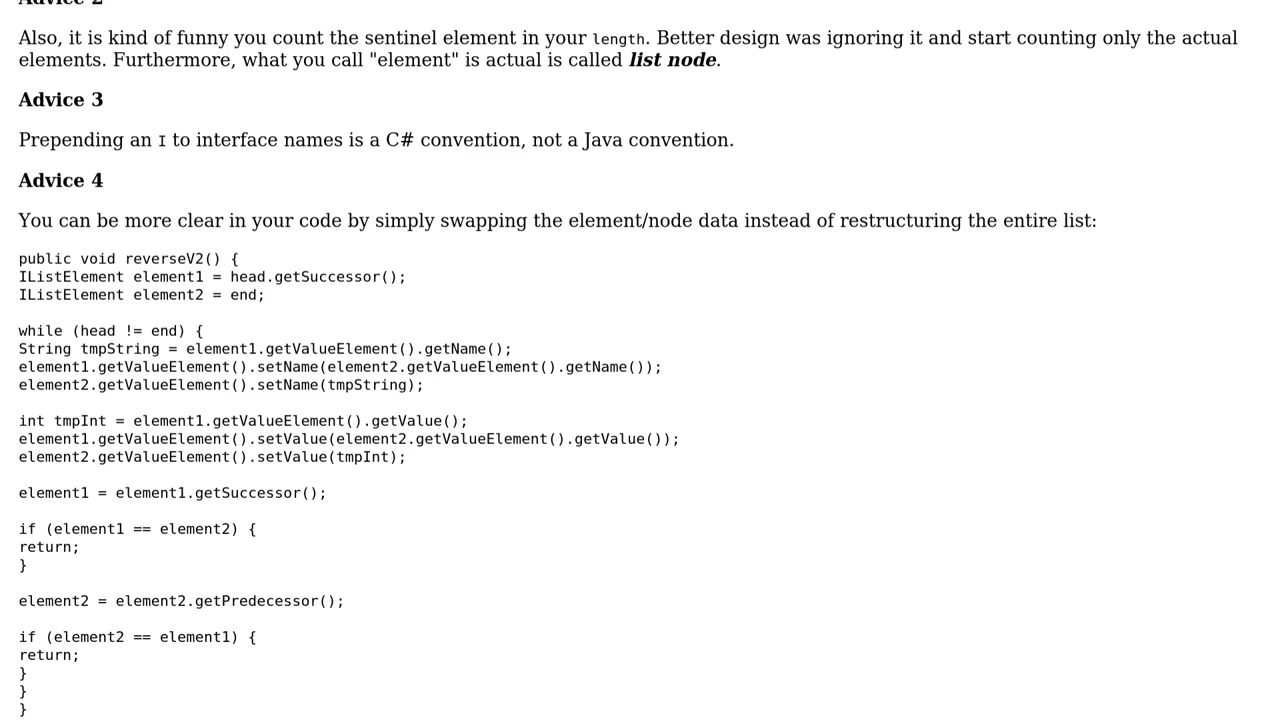 Advice 2
Also, it is kind of funny you count the sentinel element in your length. Better design was ignoring it and start counting only the actual
elements. Furthermore, what you call "element" is actual is called list node.
Advice 3
Prepending an I to interface names is a C# convention, not a Java convention.
Advice 4
You can be more clear in your code by simply swapping the element/node data instead of restructuring the entire list:
public void reverseV2() {
IListElement element1 = head.getSuccessor();
IListElement element2 = end;
while (head != end) {
String tmpString = element1.getValueElement().getName();
element1.getValueElement().setName(element2.getValueElement().getName());
element2.getValueElement().setName(tmpString);
int tmpInt = element1.getValueElement().getValue();
element1.getValueElement().setValue(element2.getValueElement().getValue());
element2.getValueElement().setValue(tmpInt);
element1 = element1.getSuccessor();
if (element1 == element2) {
return;
}
element2 = element2.getPredecessor();
if (element2 == element1) {
return;
}
}
}